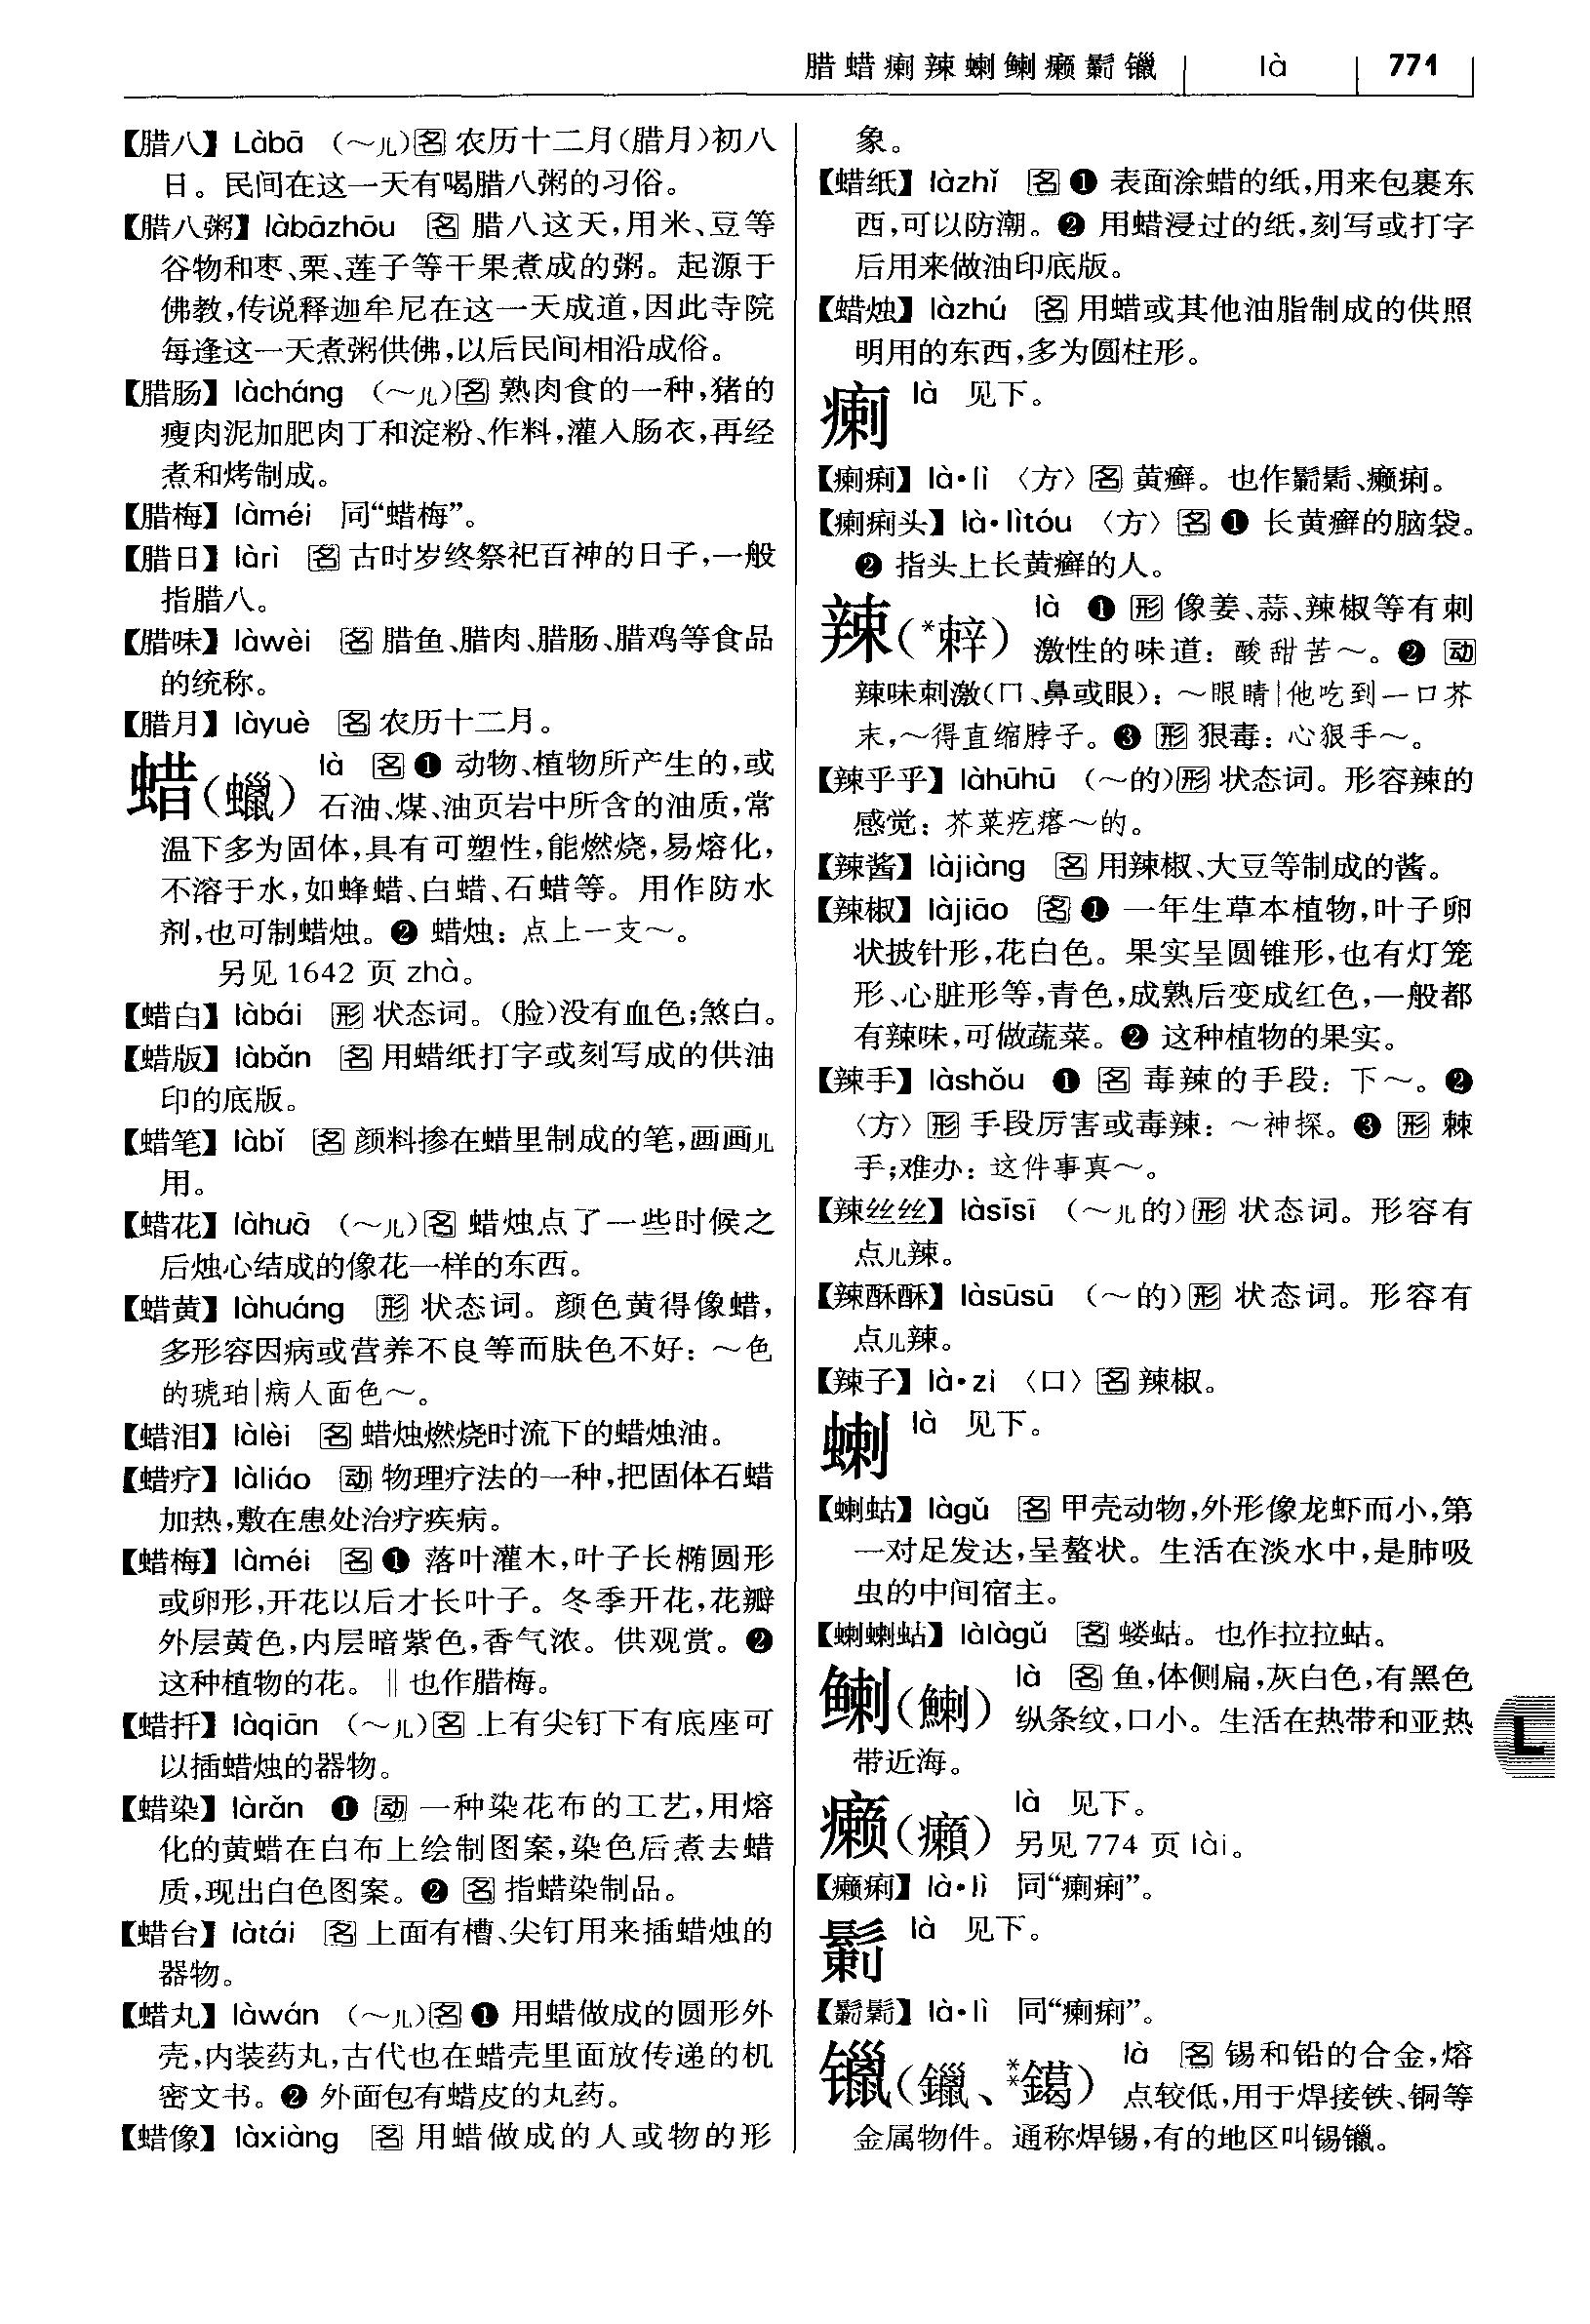 腊蜡瘌辣蝲鯻癞鬎镴 là 771
【腊八】Làbā （～儿）名 农历十二月（腊月）初八
日。民间在这一天有喝腊八粥的习俗。
【腊八粥】làbāzhōu 名 腊八这天，用米、豆等
谷物和枣、栗、莲子等干果煮成的粥。起源于
佛教，传说释迦牟尼在这一天成道，因此寺院
每逢这一天煮粥供佛，以后民间相沿成俗。
【腊肠】làcháng （～儿）名 熟肉食的一种，猪的
瘦肉泥加肥肉丁和淀粉、作料，灌入肠衣，再经
煮和烤制成。
【腊梅】làméi 同“蜡梅”。
【腊日】làrì 名 古时岁终祭祀百神的日子，一般
指腊八。
【腊味】làwèi 名 腊鱼、腊肉、腊肠、腊鸡等食品
的统称。
【腊月】làyuè 名 农历十二月。
蜡（蠟） là 名 ❶ 动物、植物所产生的，或
石油、煤、油页岩中所含的油质，常
温下多为固体，具有可塑性，能燃烧，易熔化，
不溶于水，如蜂蜡、白蜡、石蜡等。用作防水
剂，也可制蜡烛。❷ 蜡烛：点上一支～。
另见 1642 页 zhà。
【蜡白】làbái 形 状态词。（脸）没有血色；煞白。
【蜡版】làbǎn 名 用蜡纸打字或刻写成的供油
印的底版。
【蜡笔】làbǐ 名 颜料掺在蜡里制成的笔，画画儿
用。
【蜡花】làhuā （～儿）名 蜡烛点了一些时候之
后烛心结成的像花一样的东西。
【蜡黄】làhuáng 形 状态词。颜色黄得像蜡，
多形容因病或营养不良等而肤色不好：～色
的琥珀|病人面色～。
【蜡泪】làlèi 名 蜡烛燃烧时流下的蜡烛油。
【蜡疗】làliáo 动 物理疗法的一种，把固体石蜡
加热，敷在患处治疗疾病。
【蜡梅】làméi 名 ❶ 落叶灌木，叶子长椭圆形
或卵形，开花以后才长叶子。冬季开花，花瓣
外层黄色，内层暗紫色，香气浓。供观赏。❷
这种植物的花。‖也作腊梅。
【蜡扦】làqiān （～儿）名 上有尖钉下有底座可
以插蜡烛的器物。
【蜡染】làrǎn ❶ 动 一种染花布的工艺，用熔
化的黄蜡在白布上绘制图案，染色后煮去蜡
质，现出白色图案。❷ 名 指蜡染制品。
【蜡台】làtái 名 上面有槽、尖钉用来插蜡烛的
器物。
【蜡丸】làwán （～儿）名 ❶ 用蜡做成的圆形外
壳，内装药丸，古代也在蜡壳里面放传递的机
密文书。❷ 外面包有蜡皮的丸药。
【蜡像】làxiàng 名 用蜡做成的人或物的形
象。
【蜡纸】làzhǐ 名 ❶ 表面涂蜡的纸，用来包裹东
西，可以防潮。❷ 用蜡浸过的纸，刻写或打字
后用来做油印底版。
【蜡烛】làzhú 名 用蜡或其他油脂制成的供照
明用的东西，多为圆柱形。
瘌 là 见下。
【瘌痢】là·lì 〈方〉名 黄癣。也作鬎鬁、癞痢。
【瘌痢头】là·lìtóu 〈方〉名 ❶ 长黄癣的脑袋。
❷ 指头上长黄癣的人。
辣（*辢） là ❶ 形 像姜、蒜、辣椒等有刺
激性的味道：酸甜苦～。❷ 动
辣味刺激（口、鼻或眼）：～眼睛|他吃到一口芥
末，～得直缩脖子。❸ 形 狠毒：心狠手～。
【辣乎乎】làhūhū （～的）形 状态词。形容辣的
感觉：芥菜疙瘩～的。
【辣酱】làjiàng 名 用辣椒、大豆等制成的酱。
【辣椒】làjiāo 名 ❶ 一年生草本植物，叶子卵
状披针形，花白色。果实呈圆锥形，也有灯笼
形、心脏形等，青色，成熟后变成红色，一般都
有辣味，可做蔬菜。❷ 这种植物的果实。
【辣手】làshǒu ❶ 名 毒辣的手段：下～。❷
〈方〉形 手段厉害或毒辣：～神探。❸ 形 棘
手；难办：这件事真～。
【辣丝丝】làsīsī （～儿的）形 状态词。形容有
点儿辣。
【辣酥酥】làsūsū （～的）形 状态词。形容有
点儿辣。
【辣子】là·zi 〈口〉名 辣椒。
蝲 là 见下。
【蝲蛄】làgǔ 名 甲壳动物，外形像龙虾而小，第
一对足发达，呈螯状。生活在淡水中，是肺吸
虫的中间宿主。
【蝲蝲蛄】làlàgǔ 名 蝼蛄。也作拉拉蛄。
鯻（鯻） là 名 鱼，体侧扁，灰白色，有黑色
纵条纹，口小。生活在热带和亚热
带近海。
癞（癩） là 见下。
另见 774 页 lài。
【癞痢】là·lì 同“瘌痢”。
鬎 là 见下。
【鬎鬁】là·lì 同“瘌痢”。
镴（鑞、**鎑） là 名 锡和铅的合金，熔
点较低，用于焊接铁、铜等
金属物件。通称焊锡，有的地区叫锡镴。
L